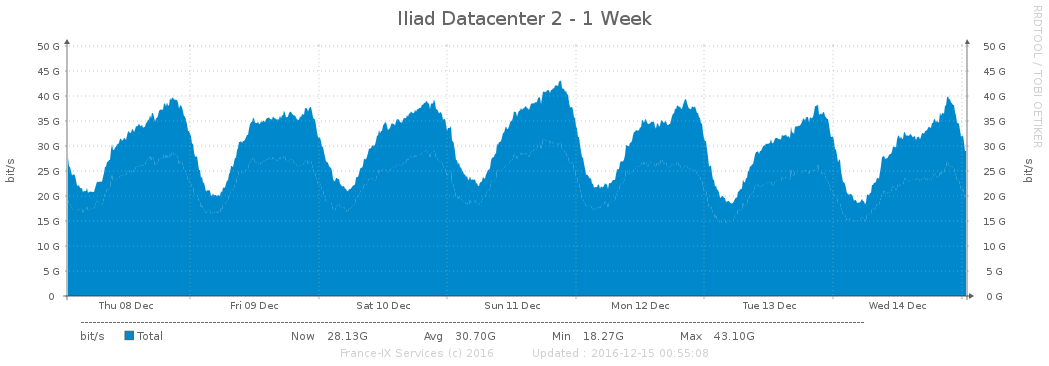 Iliad Datacenter 2 - 1 Week
RRDTOOL / TOBI OETIKER
50 G 50 G
45 G 45 G
40 G 40 G
35 G 35 G
30 G 30 G
25 G 25 G
20 G 20 G
15 G 15 G
10 G 10 G
5 G 5 G
0 0 G
bit/s bit/s
Thu 08 Dec Fri 09 Dec Sat 10 Dec Sun 11 Dec Mon 12 Dec Tue 13 Dec Wed 14 Dec
bit/s Total Now 28.13G Avg 30.70G Min 18.27G Max 43.10G
France-IX Services (c) 2016 Updated : 2016-12-15 00:55:08